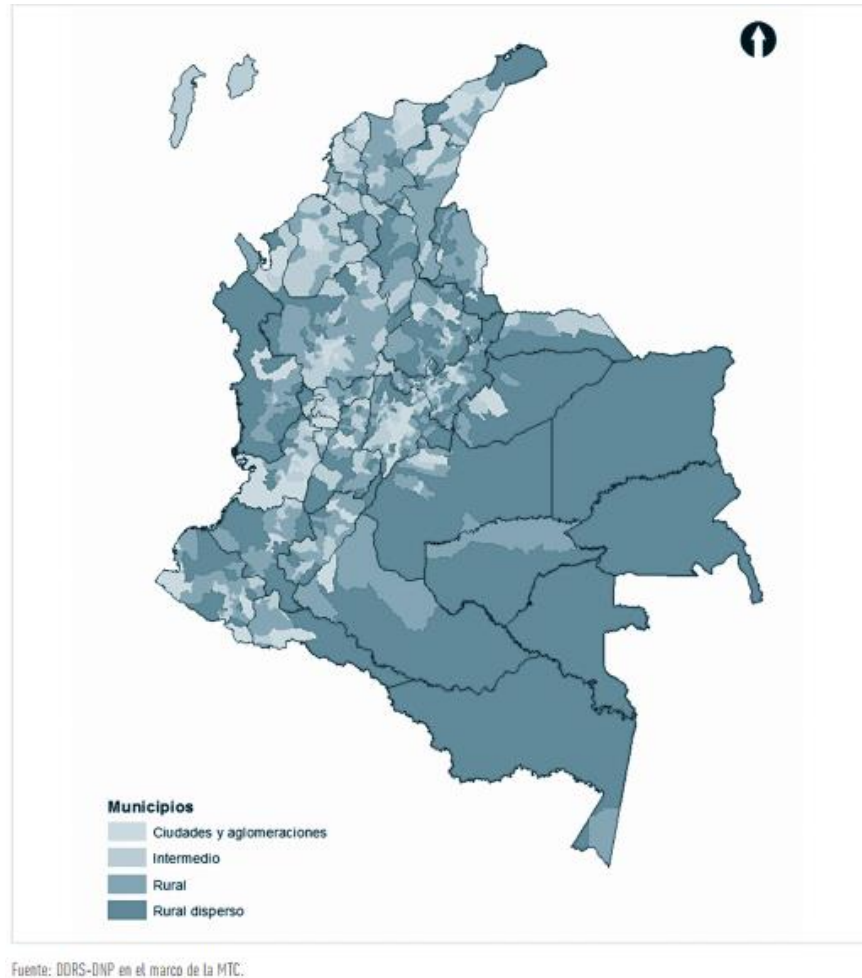 Municipios
Ciudades y aglomeraciones
Intermedio
Rural
Rural disperso
Fuente: DDRS-DNP en el marco de la MTC.